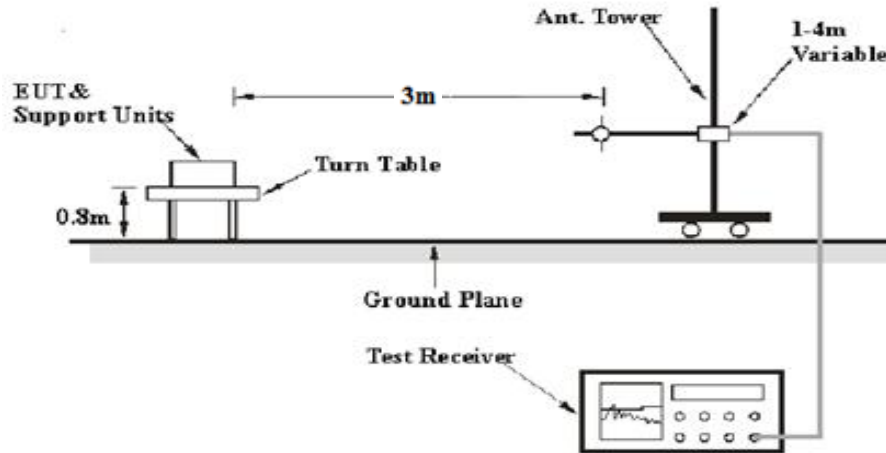 Ant. Tower
1-4m
Variable
EUT&
Support Units
3m
Turn Table
0.8m
Ground Plane
Test Receiver